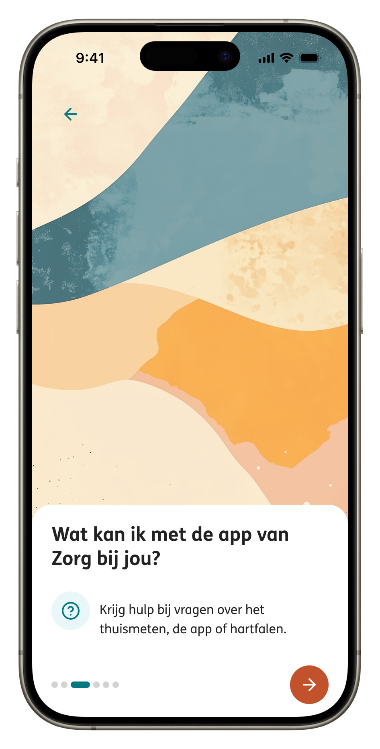 9:41
Wat kan ik met de app van
Zorg bij jou?
Krijg hulp bij vragen over het
thuismeten, de app of hartfalen.